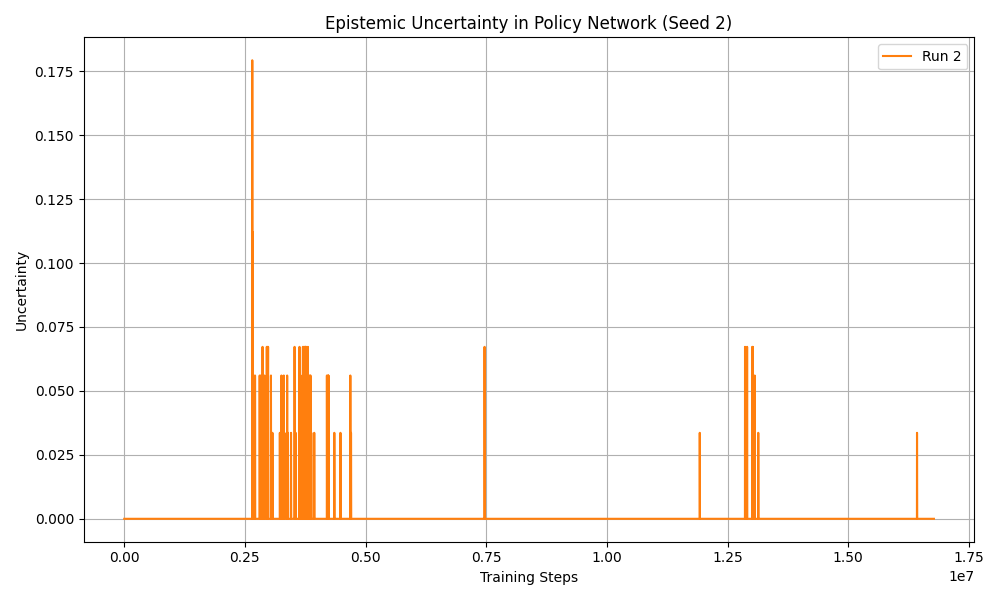 Epistemic Uncertainty in Policy Network (Seed 2)
Run 2
Uncertainty
0.175
0.150
0.125
0.100
0.075
0.050
0.025
0.000
0.00 0.25 0.50 0.75 1.00 1.25 1.50 1.75
1e7
Training Steps